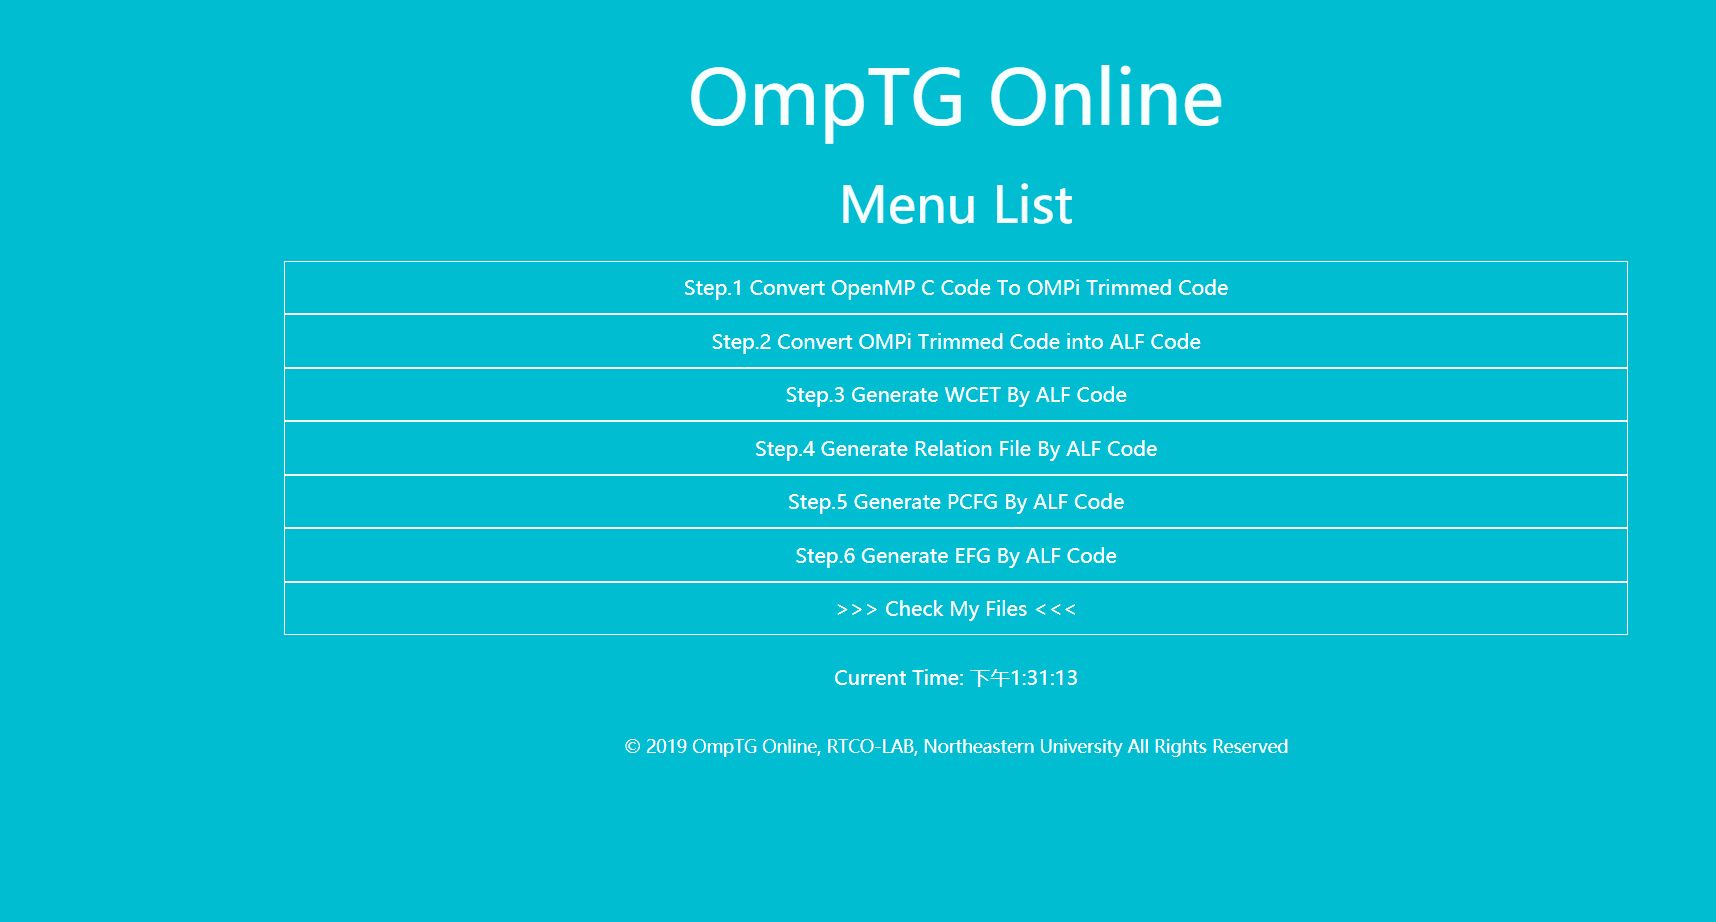 OmpTG Online
Menu List
Step.1 Convert OpenMP C Code To OMPi Trimmed Code
Step.2 Convert OMPi Trimmed Code into ALF Code
Step.3 Generate WCET By ALF Code
Step.4 Generate Relation File By ALF Code
Step.5 Generate PCFG By ALF Code
Step.6 Generate EFG By ALF Code
>>> Check My Files <<<
Current Time: 下午1:31:13
© 2019 OmpTG Online, RTCO-LAB, Northeastern University All Rights Reserved